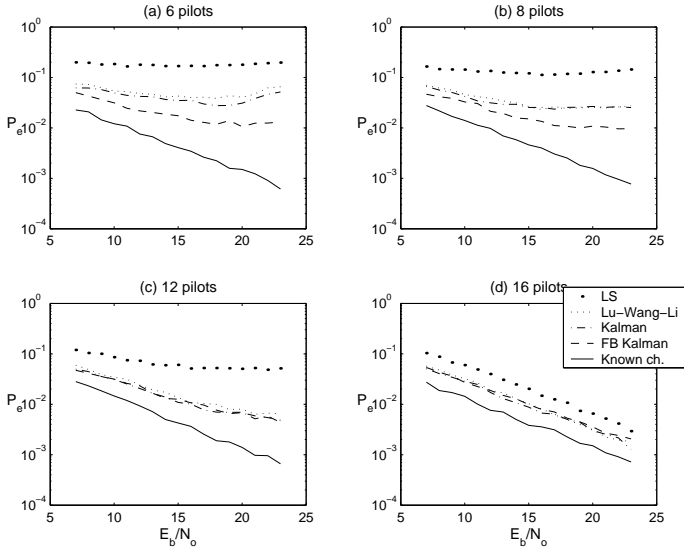 (a) 6 pilots
(b) 8 pilots
10^0
10^-1
P_e 10^-2
10^-3
10^-4
5 10 15 20 25
10^0
10^-1
P_e 10^-2
10^-3
10^-4
5 10 15 20 25
(c) 12 pilots
(d) 16 pilots
10^0
10^-1
P_e 10^-2
10^-3
10^-4
5 10 15 20 25
E_b/N_o
10^0
10^-1
P_e 10^-2
10^-3
10^-4
5 10 15 20 25
E_b/N_o
LS
Lu-Wang-Li
Kalman
FB Kalman
Known ch.